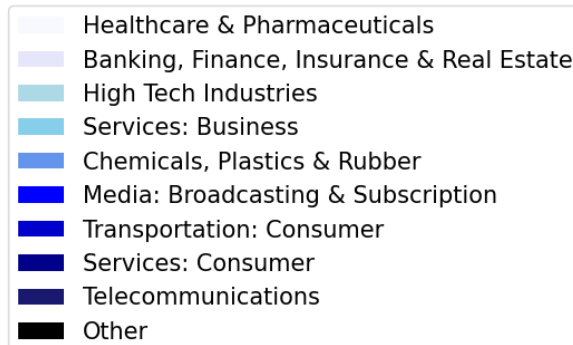 Healthcare & Pharmaceuticals
Banking, Finance, Insurance & Real Estate
High Tech Industries
Services: Business
Chemicals, Plastics & Rubber
Media: Broadcasting & Subscription
Transportation: Consumer
Services: Consumer
Telecommunications
Other